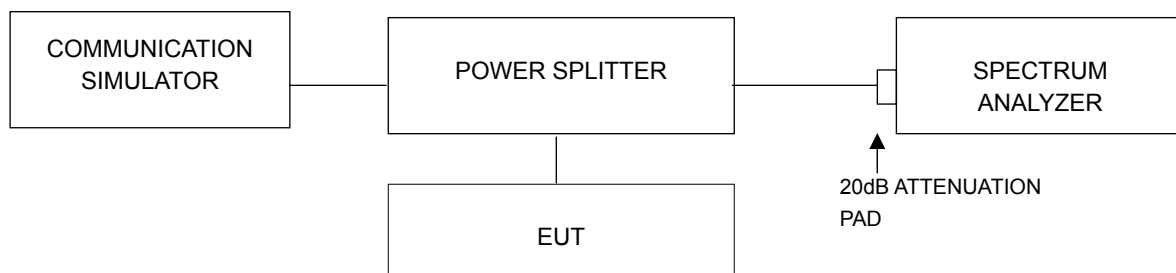 COMMUNICATION
SIMULATOR
POWER SPLITTER
SPECTRUM
ANALYZER
20dB ATTENUATION
PAD
EUT